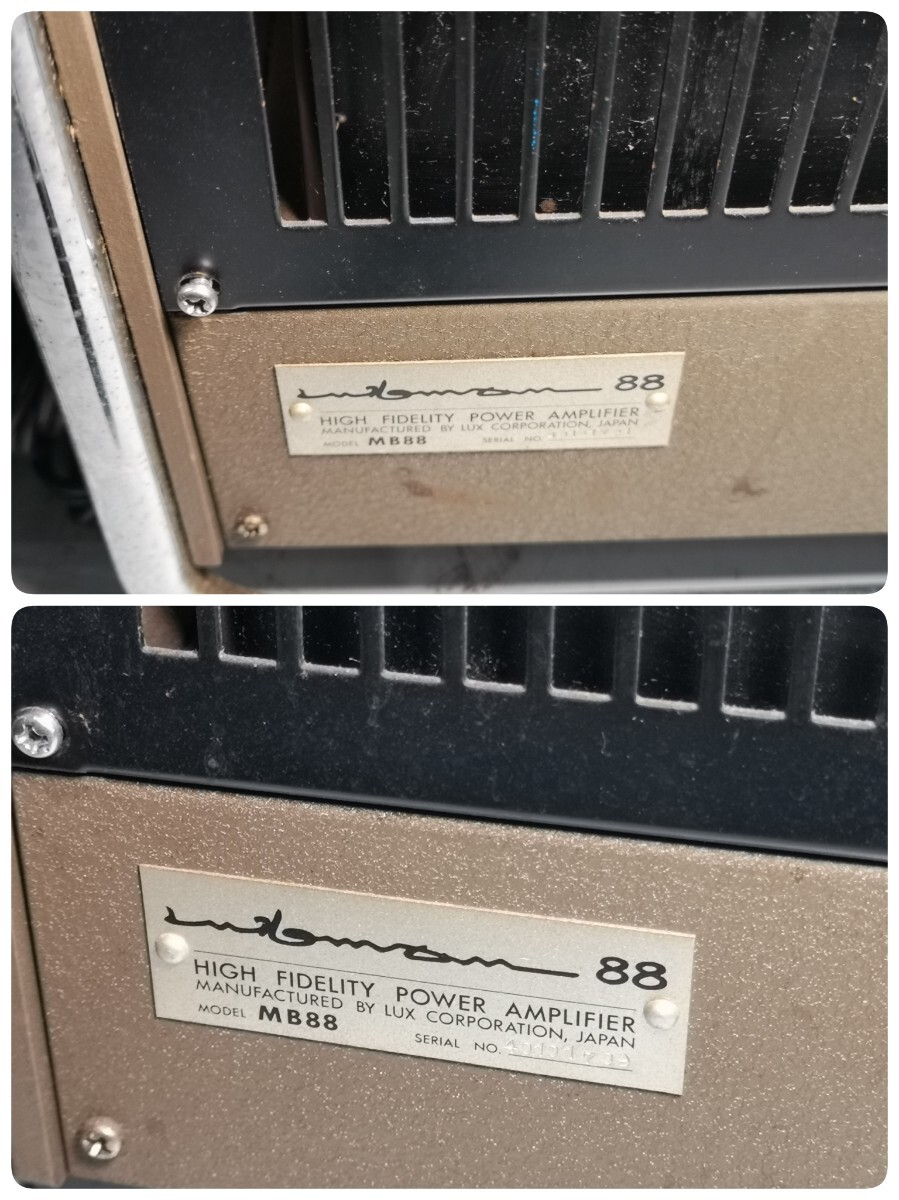 luxman 88
HIGH FIDELITY POWER AMPLIFIER
MANUFACTURED BY LUX CORPORATION, JAPAN
MODEL MB88
SERIAL NO.
luxman 88
HIGH FIDELITY POWER AMPLIFIER
MANUFACTURED BY LUX CORPORATION, JAPAN
MODEL MB88
SERIAL NO.